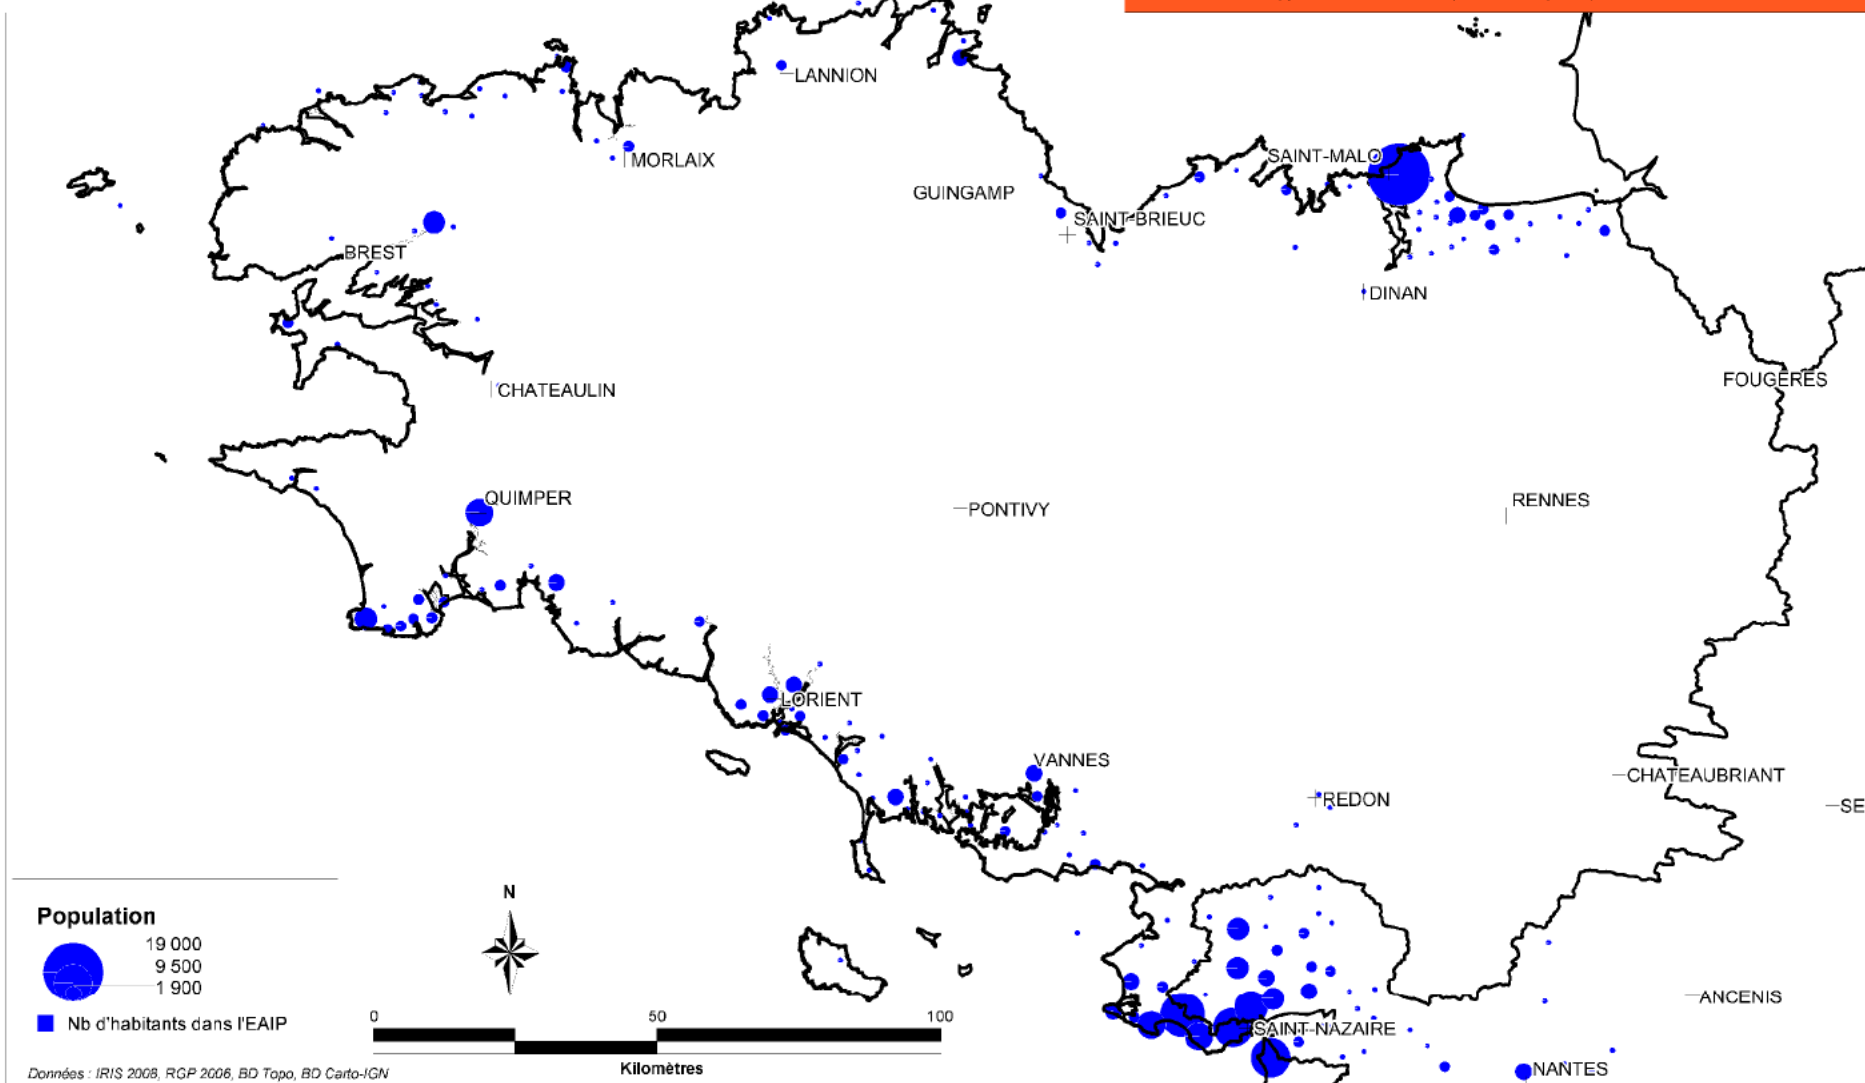 LANNION
MORLAIX
SAINT-MALO
GUINGAMP
SAINT-BRIEUC
BREST
DINAN
CHATEAULIN
FOUGERES
QUIMPER
PONTIVY
RENNES
LORIENT
VANNES
CHATEAUBRIANT
REDON
SE
ANCENIS
SAINT-NAZAIRE
NANTES
Population
19 000
9 500
1 900
Nb d'habitants dans l'EAIP
N
0 50 100
Kilomètres
Données : IRIS 2008, RGP 2006, BD Topo, BD Carto-IGN